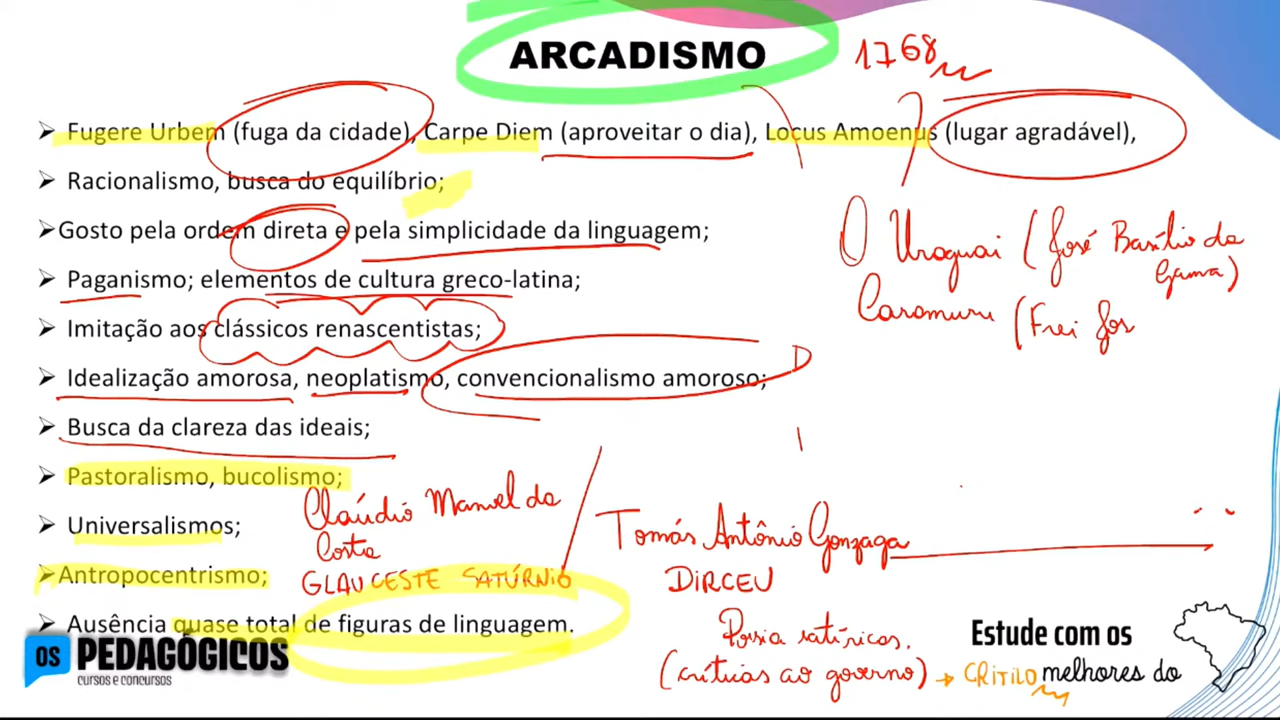 ARCADISMO
1768
Fugere Urbem (fuga da cidade), Carpe Diem (aproveitar o dia), Locus Amoenus (lugar agradável),
Racionalismo, busca do equilíbrio;
Gosto pela ordem direta e pela simplicidade da linguagem;
Paganismo; elementos de cultura greco-latina;
Imitação aos clássicos renascentistas;
Idealização amorosa, neoplatismo, convencionalismo amoroso;
Busca da clareza das ideais;
Pastoralismo, bucolismo;
Universalismos;
Antropocentrismo;
Ausência quase total de figuras de linguagem.
O Uraguai (José Basílio da
Gama)
Caramuru (Frei Jos
Cláudio Manuel da
Costa
GLAUCESTE SATÚRNIO
Tomás Antônio Gonzaga
DIRCEU
Poesia satíricas.
(críticas ao governo) → CRITILO
OS PEDAGÓGICOS
cursos e concursos
Estude com os
melhores do